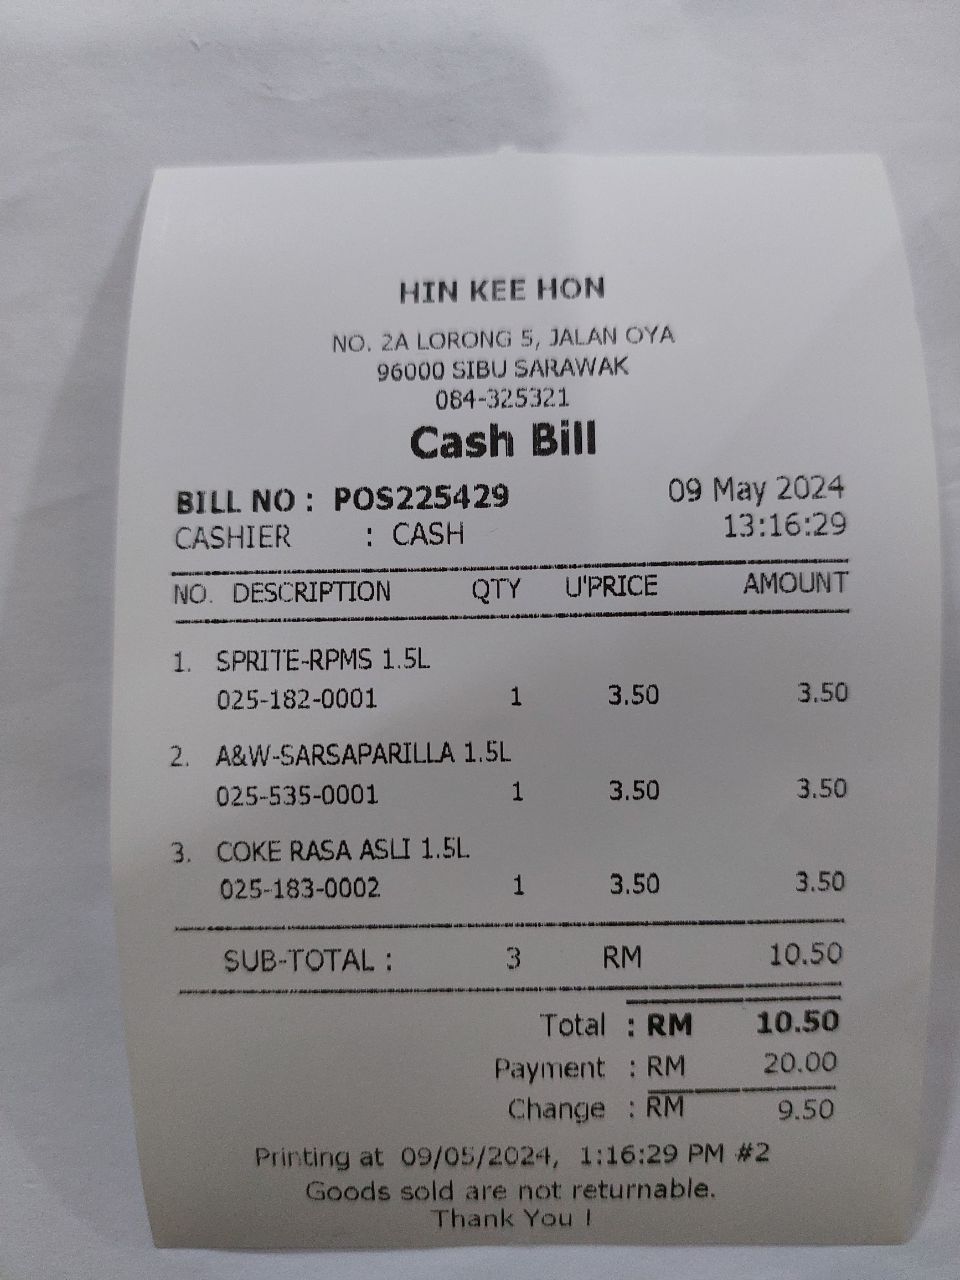 HIN KEE HON
NO. 2A LORONG 5, JALAN OYA
96000 SIBU SARAWAK
084-325321
Cash Bill
BILL NO : POS225429 09 May 2024
CASHIER : CASH 13:16:29
NO. DESCRIPTION QTY U'PRICE AMOUNT
1. SPRITE-RPMS 1.5L
025-182-0001 1 3.50 3.50
2. A&W-SARSAPARILLA 1.5L
025-535-0001 1 3.50 3.50
3. COKE RASA ASLI 1.5L
025-183-0002 1 3.50 3.50
SUB-TOTAL : 3 RM 10.50
Total : RM 10.50
Payment : RM 20.00
Change : RM 9.50
Printing at 09/05/2024, 1:16:29 PM #2
Goods sold are not returnable.
Thank You !